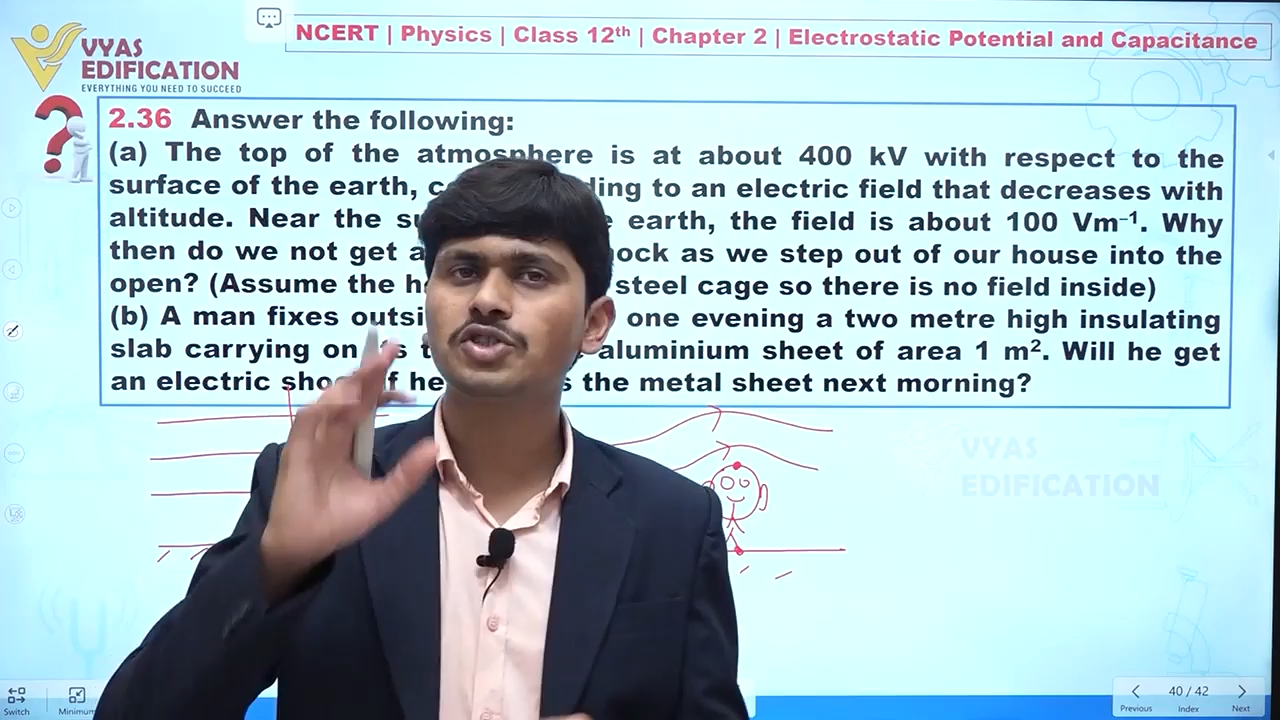 NCERT | Physics | Class 12th | Chapter 2 | Electrostatic Potential and Capacitance
VYAS
EDIFICATION
EVERYTHING YOU NEED TO SUCCEED
2.36 Answer the following:
(a) The top of the atmosphere is at about 400 kV with respect to the
surface of the earth, ding to an electric field that decreases with
altitude. Near the earth, the field is about 100 Vm⁻¹. Why
then do we not get a ock as we step out of our house into the
open? (Assume the steel cage so there is no field inside)
(b) A man fixes outsi one evening a two metre high insulating
slab carrying on aluminium sheet of area 1 m². Will he get
an electric sho he s the metal sheet next morning?
VYAS
EDIFICATION
Switch
Minimum
40 / 42
Previous
Index
Next